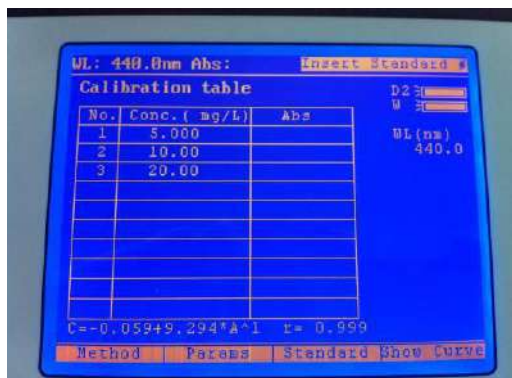 WL: 440.0nm Abs: Insert Standard #
Calibration table
D2
W
No. Conc.( mg/L) Abs
1 5.000
2 10.00
3 20.00
WL(nm)
440.0
C=-0.059+9.294*A^1 r= 0.999
Method Params Standard Show Curve